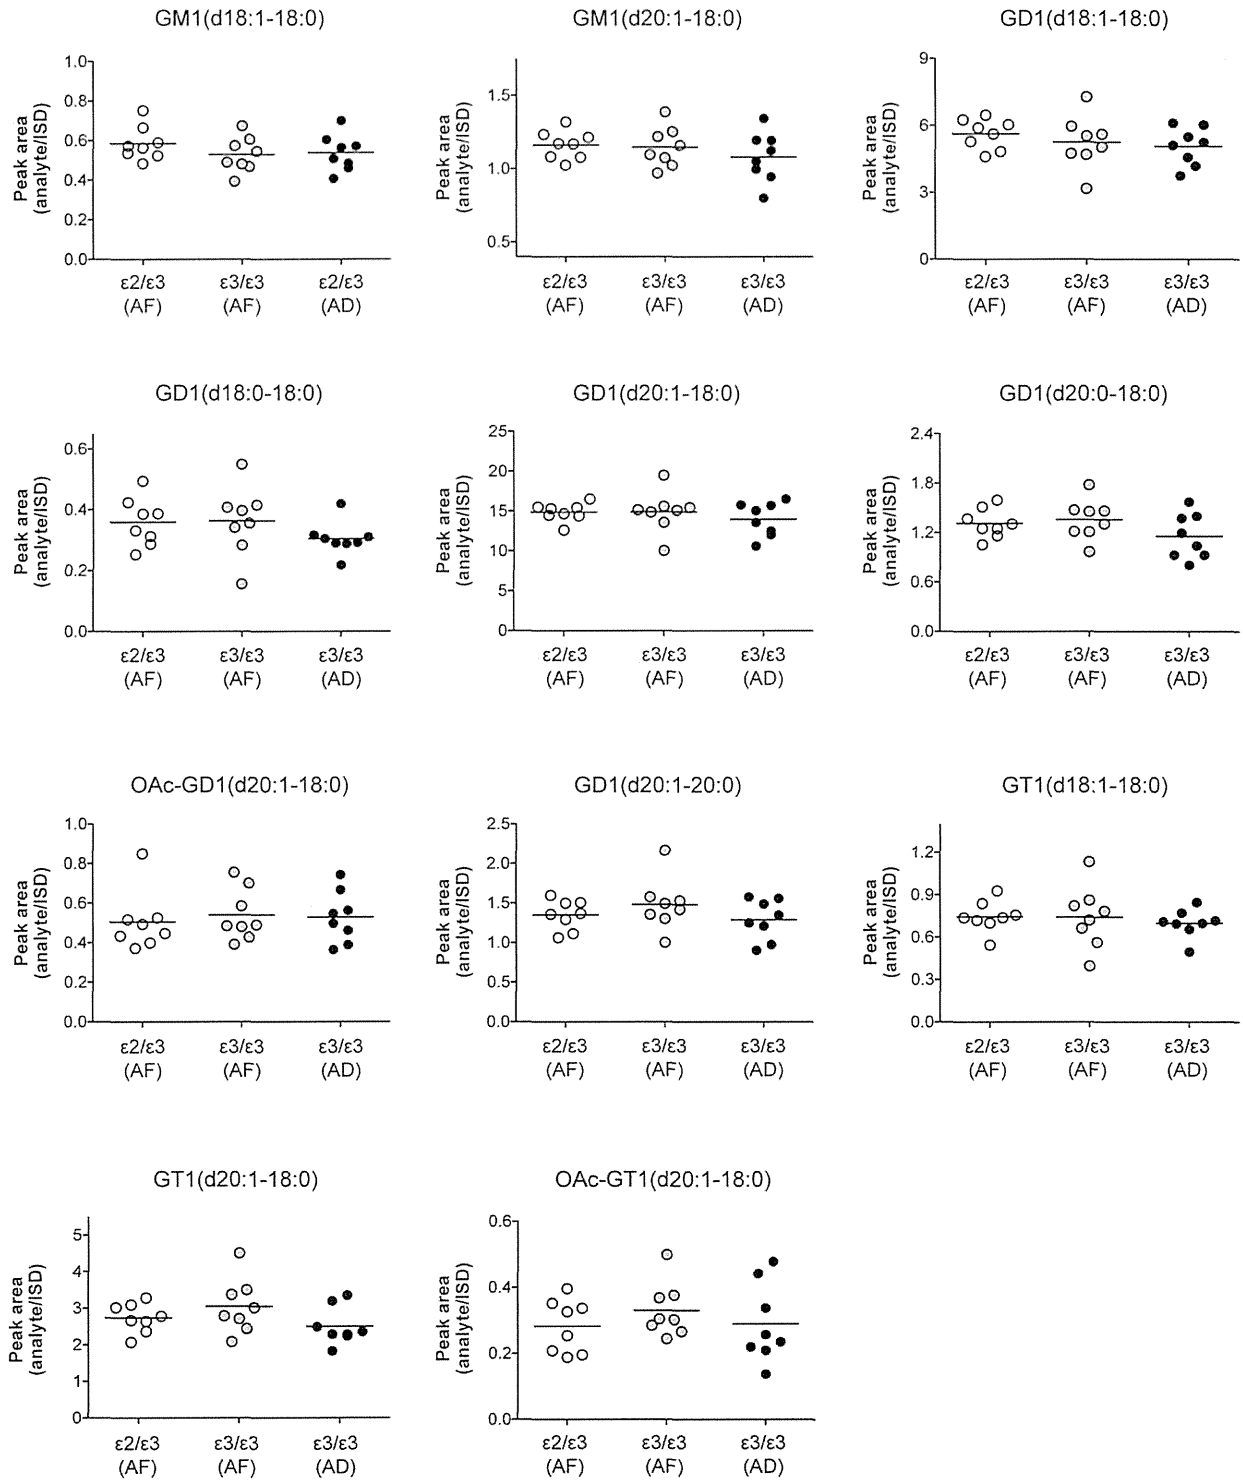 GM1(d18:1-18:0)
Peak area
(analyte/ISD)
1.0
0.8
0.6
0.4
0.2
0.0
ε2/ε3
(AF)
ε3/ε3
(AF)
ε2/ε3
(AD)
GM1(d20:1-18:0)
Peak area
(analyte/ISD)
1.5
1.0
0.5
ε2/ε3
(AF)
ε3/ε3
(AF)
ε3/ε3
(AD)
GD1(d18:1-18:0)
Peak area
(analyte/ISD)
9
6
3
0
ε2/ε3
(AF)
ε3/ε3
(AF)
ε3/ε3
(AD)
GD1(d18:0-18:0)
Peak area
(analyte/ISD)
0.6
0.4
0.2
0.0
ε2/ε3
(AF)
ε3/ε3
(AF)
ε3/ε3
(AD)
GD1(d20:1-18:0)
Peak area
(analyte/ISD)
25
20
15
10
5
0
ε2/ε3
(AF)
ε3/ε3
(AF)
ε3/ε3
(AD)
GD1(d20:0-18:0)
Peak area
(analyte/ISD)
2.4
1.8
1.2
0.6
0.0
ε2/ε3
(AF)
ε3/ε3
(AF)
ε3/ε3
(AD)
OAc-GD1(d20:1-18:0)
Peak area
(analyte/ISD)
1.0
0.8
0.6
0.4
0.2
0.0
ε2/ε3
(AF)
ε3/ε3
(AF)
ε3/ε3
(AD)
GD1(d20:1-20:0)
Peak area
(analyte/ISD)
2.5
2.0
1.5
1.0
0.5
0.0
ε2/ε3
(AF)
ε3/ε3
(AF)
ε3/ε3
(AD)
GT1(d18:1-18:0)
Peak area
(analyte/ISD)
1.2
0.9
0.6
0.3
0.0
ε2/ε3
(AF)
ε3/ε3
(AF)
ε3/ε3
(AD)
GT1(d20:1-18:0)
Peak area
(analyte/ISD)
5
4
3
2
1
0
ε2/ε3
(AF)
ε3/ε3
(AF)
ε3/ε3
(AD)
OAc-GT1(d20:1-18:0)
Peak area
(analyte/ISD)
0.6
0.4
0.2
0.0
ε2/ε3
(AF)
ε3/ε3
(AF)
ε3/ε3
(AD)